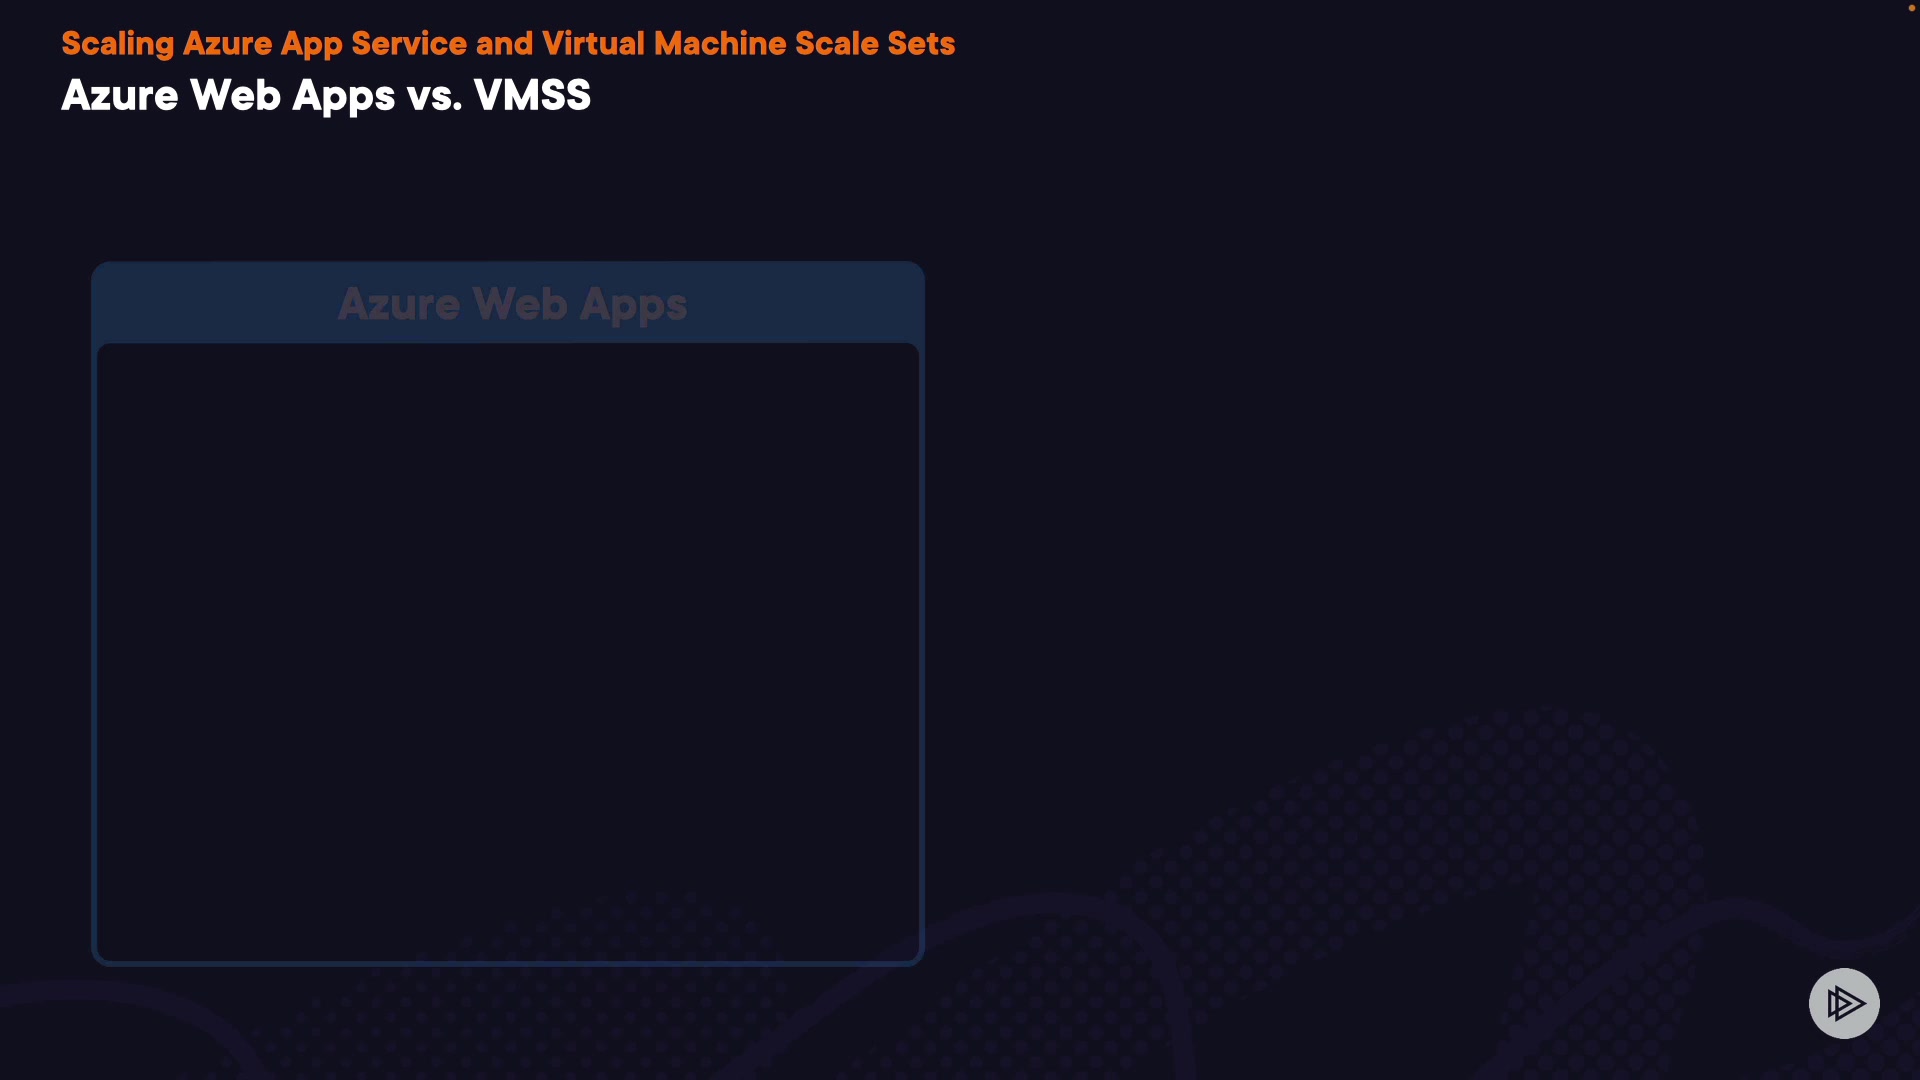 Scaling Azure App Service and Virtual Machine Scale Sets
Azure Web Apps vs. VMSS
Azure Web Apps